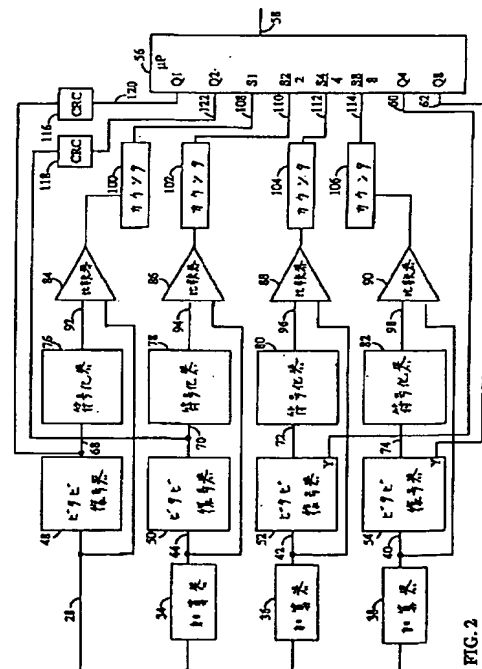 58
56
μP
Q1
Q2
S1
S2
2
S4
4
S8
8
Q4
Q8
116
CRC
120
118
CRC
122
108
110
112
114
60
62
100
カウンタ
102
カウンタ
104
カウンタ
106
カウンタ
84
比較器
86
比較器
88
比較器
90
比較器
92
94
96
98
76
符号化器
78
符号化器
80
符号化器
82
符号化器
68
70
72
74
48
ビタビ
復号器
50
ビタビ
復号器
52
ビタビ
復号器
Y
54
ビタビ
復号器
Y
28
44
42
40
34
加算器
36
加算器
38
加算器
FIG. 2